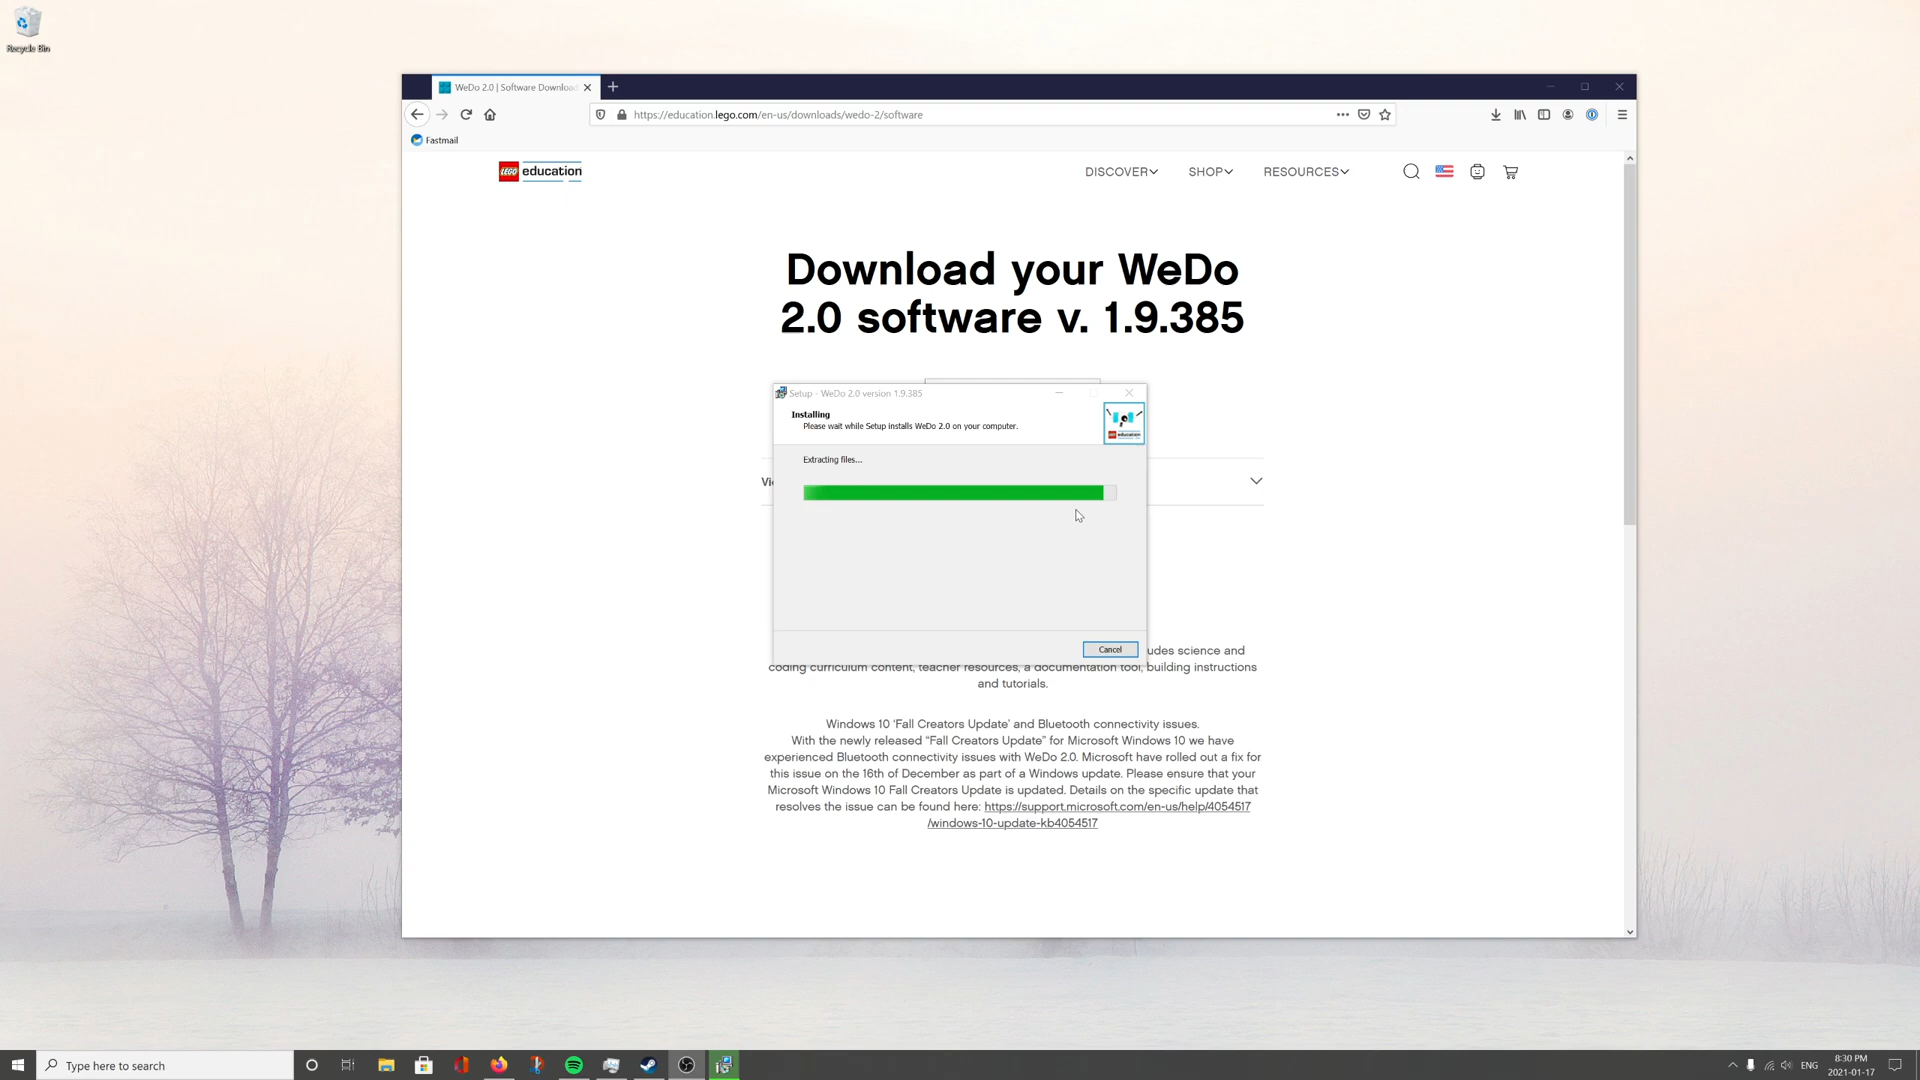 Recycle Bin
WeDo 2.0 | Software Download
https://education.lego.com/en-us/downloads/wedo-2/software
Fastmail
LEGO education
DISCOVER
SHOP
RESOURCES
Download your WeDo
2.0 software v. 1.9.385
Setup - WeDo 2.0 version 1.9.385
Installing
Please wait while Setup installs WeDo 2.0 on your computer.
LEGO education
Extracting files...
Cancel
udes science and
coding curriculum content, teacher resources, a documentation tool, building instructions
and tutorials.
Windows 10 'Fall Creators Update' and Bluetooth connectivity issues.
With the newly released "Fall Creators Update" for Microsoft Windows 10 we have
experienced Bluetooth connectivity issues with WeDo 2.0. Microsoft have rolled out a fix for
this issue on the 16th of December as part of a Windows update. Please ensure that your
Microsoft Windows 10 Fall Creators Update is updated. Details on the specific update that
resolves the issue can be found here: https://support.microsoft.com/en-us/help/4054517
/windows-10-update-kb4054517
Type here to search
ENG
8:30 PM
2021-01-17